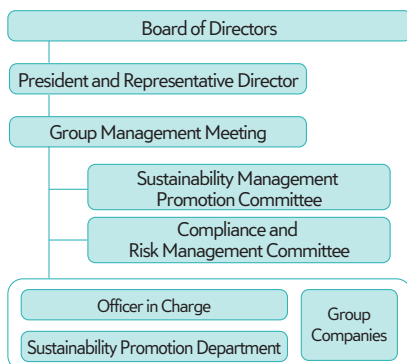 Board of Directors
President and Representative Director
Group Management Meeting
Sustainability Management
Promotion Committee
Compliance and
Risk Management Committee
Officer in Charge
Sustainability Promotion Department
Group
Companies